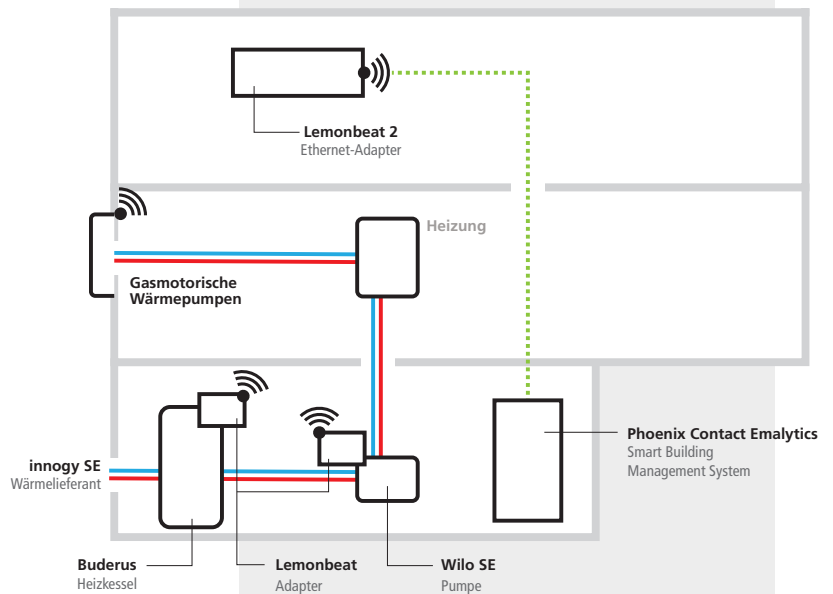 Lemonbeat 2
Ethernet-Adapter
Heizung
Gasmotorische
Wärmepumpen
innogy SE
Wärmelieferant
Phoenix Contact Emalytics
Smart Building
Management System
Buderus
Heizkessel
Lemonbeat
Adapter
Wilo SE
Pumpe